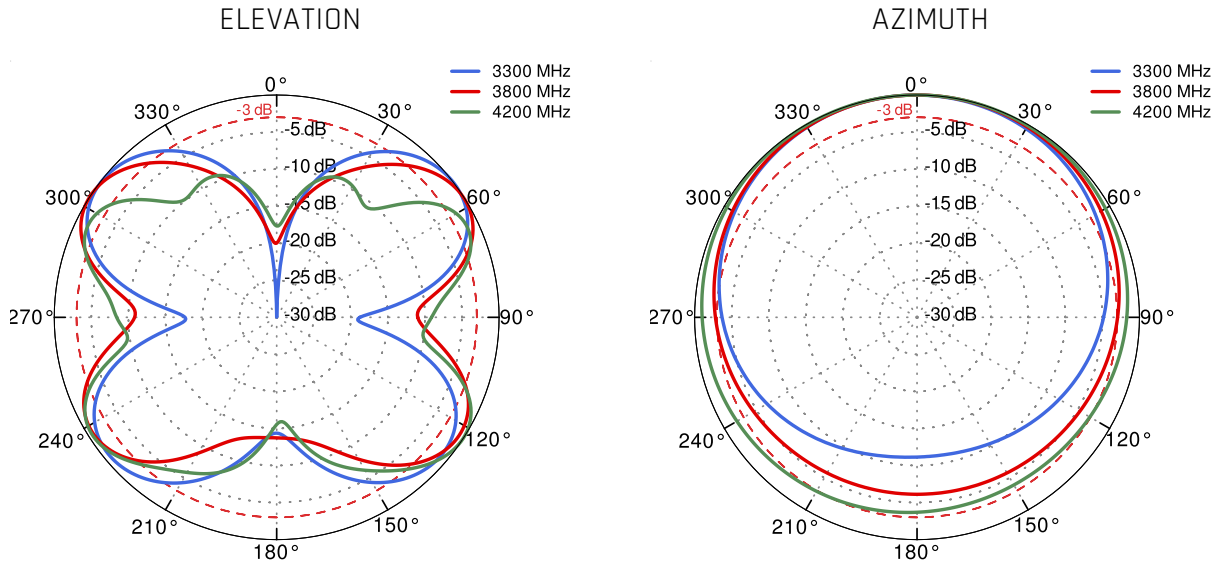 ELEVATION
3300 MHz
3800 MHz
4200 MHz
0°
330°
-3 dB
30°
-5 dB
-10 dB
300°
-15 dB
60°
-20 dB
-25 dB
270°
-30 dB
90°
240°
120°
210°
150°
180°
AZIMUTH
3300 MHz
3800 MHz
4200 MHz
0°
330°
-3 dB
30°
-5 dB
-10 dB
300°
-15 dB
60°
-20 dB
-25 dB
270°
-30 dB
90°
240°
120°
210°
150°
180°